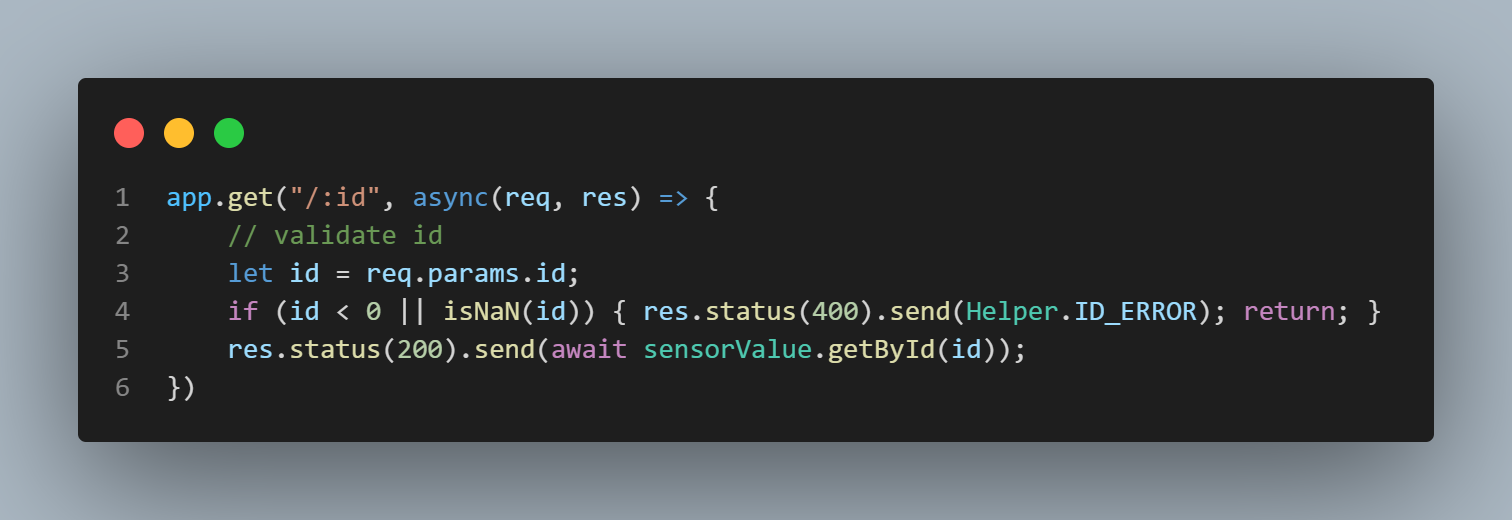 1 app.get("/:id", async(req, res) => {
2     // validate id
3     let id = req.params.id;
4     if (id < 0 || isNaN(id)) { res.status(400).send(Helper.ID_ERROR); return; }
5     res.status(200).send(await sensorValue.getById(id));
6 })